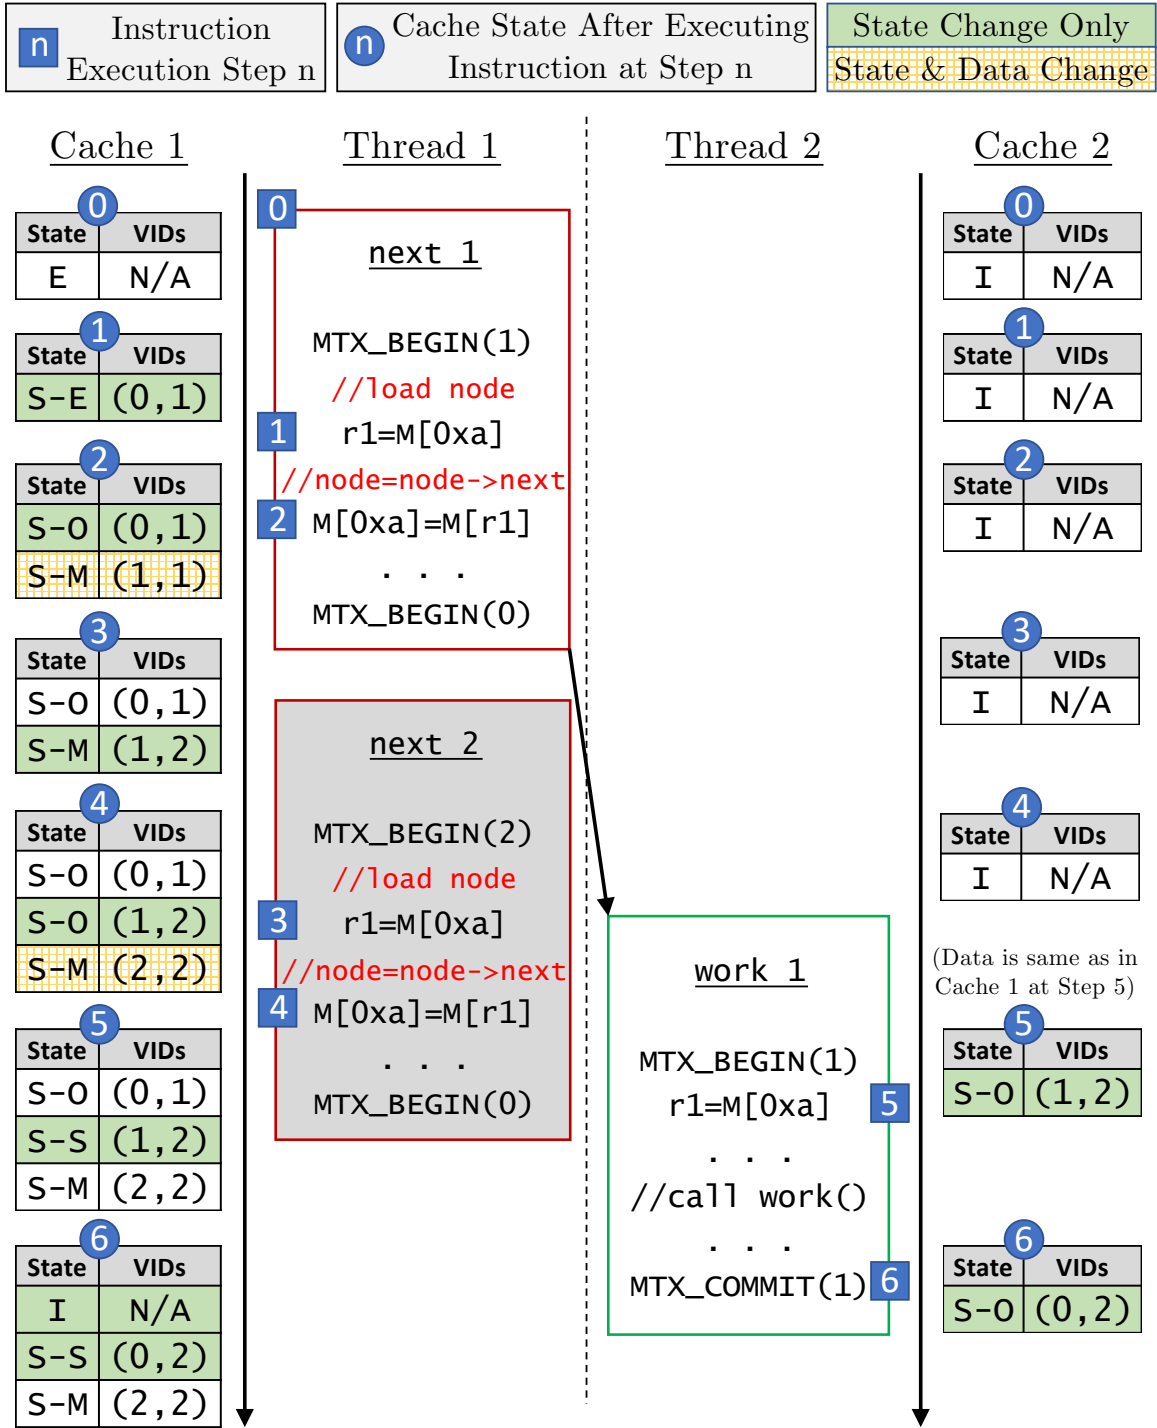 n Instruction
Execution Step n
n Cache State After Executing
Instruction at Step n
State Change Only
State & Data Change
Cache 1
Thread 1
Thread 2
Cache 2
0
State VIDs
E N/A
1
State VIDs
S-E (0,1)
2
State VIDs
S-O (0,1)
S-M (1,1)
3
State VIDs
S-O (0,1)
S-M (1,2)
4
State VIDs
S-O (0,1)
S-O (1,2)
S-M (2,2)
5
State VIDs
S-O (0,1)
S-S (1,2)
S-M (2,2)
6
State VIDs
I N/A
S-S (0,2)
S-M (2,2)
0
next 1
MTX_BEGIN(1)
//load node
1 r1=M[0xa]
//node=node->next
2 M[0xa]=M[r1]
. . .
MTX_BEGIN(0)
next 2
MTX_BEGIN(2)
//load node
3 r1=M[0xa]
//node=node->next
4 M[0xa]=M[r1]
. . .
MTX_BEGIN(0)
work 1
MTX_BEGIN(1)
r1=M[0xa] 5
. . .
//call work()
. . .
MTX_COMMIT(1) 6
0
State VIDs
I N/A
1
State VIDs
I N/A
2
State VIDs
I N/A
3
State VIDs
I N/A
4
State VIDs
I N/A
(Data is same as in
Cache 1 at Step 5)
5
State VIDs
S-O (1,2)
6
State VIDs
S-O (0,2)